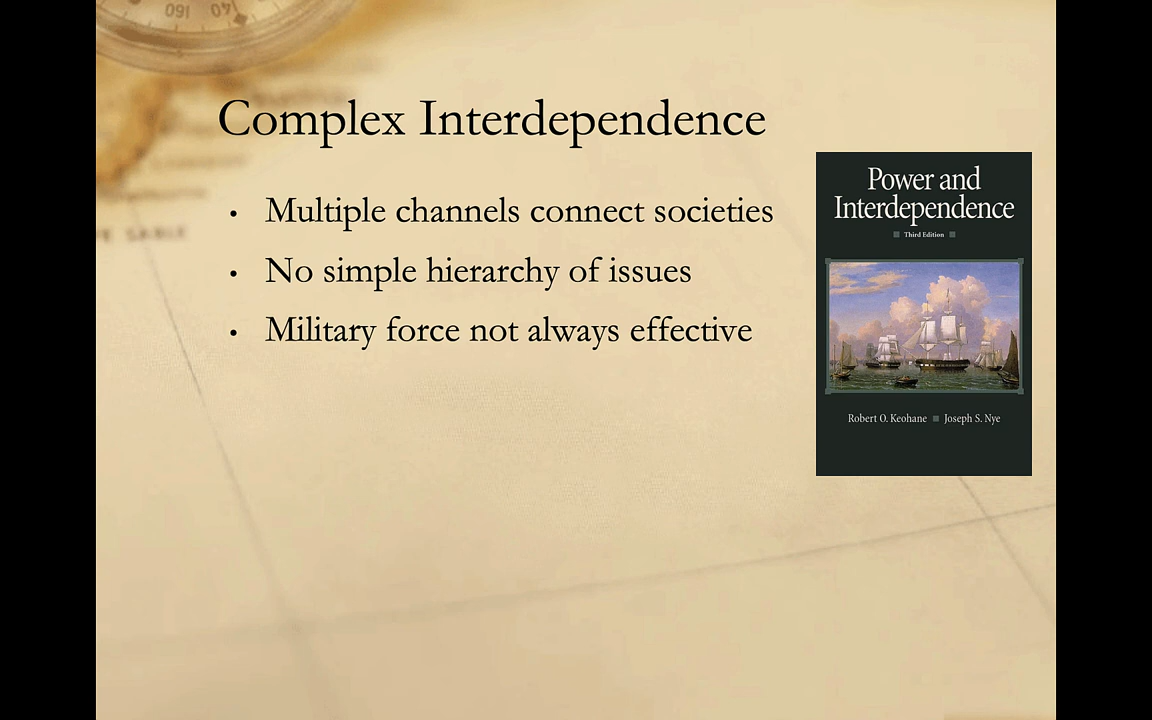 Complex Interdependence
• Multiple channels connect societies
• No simple hierarchy of issues
• Military force not always effective
Power and
Interdependence
Third Edition
Robert O. Keohane ■ Joseph S. Nye